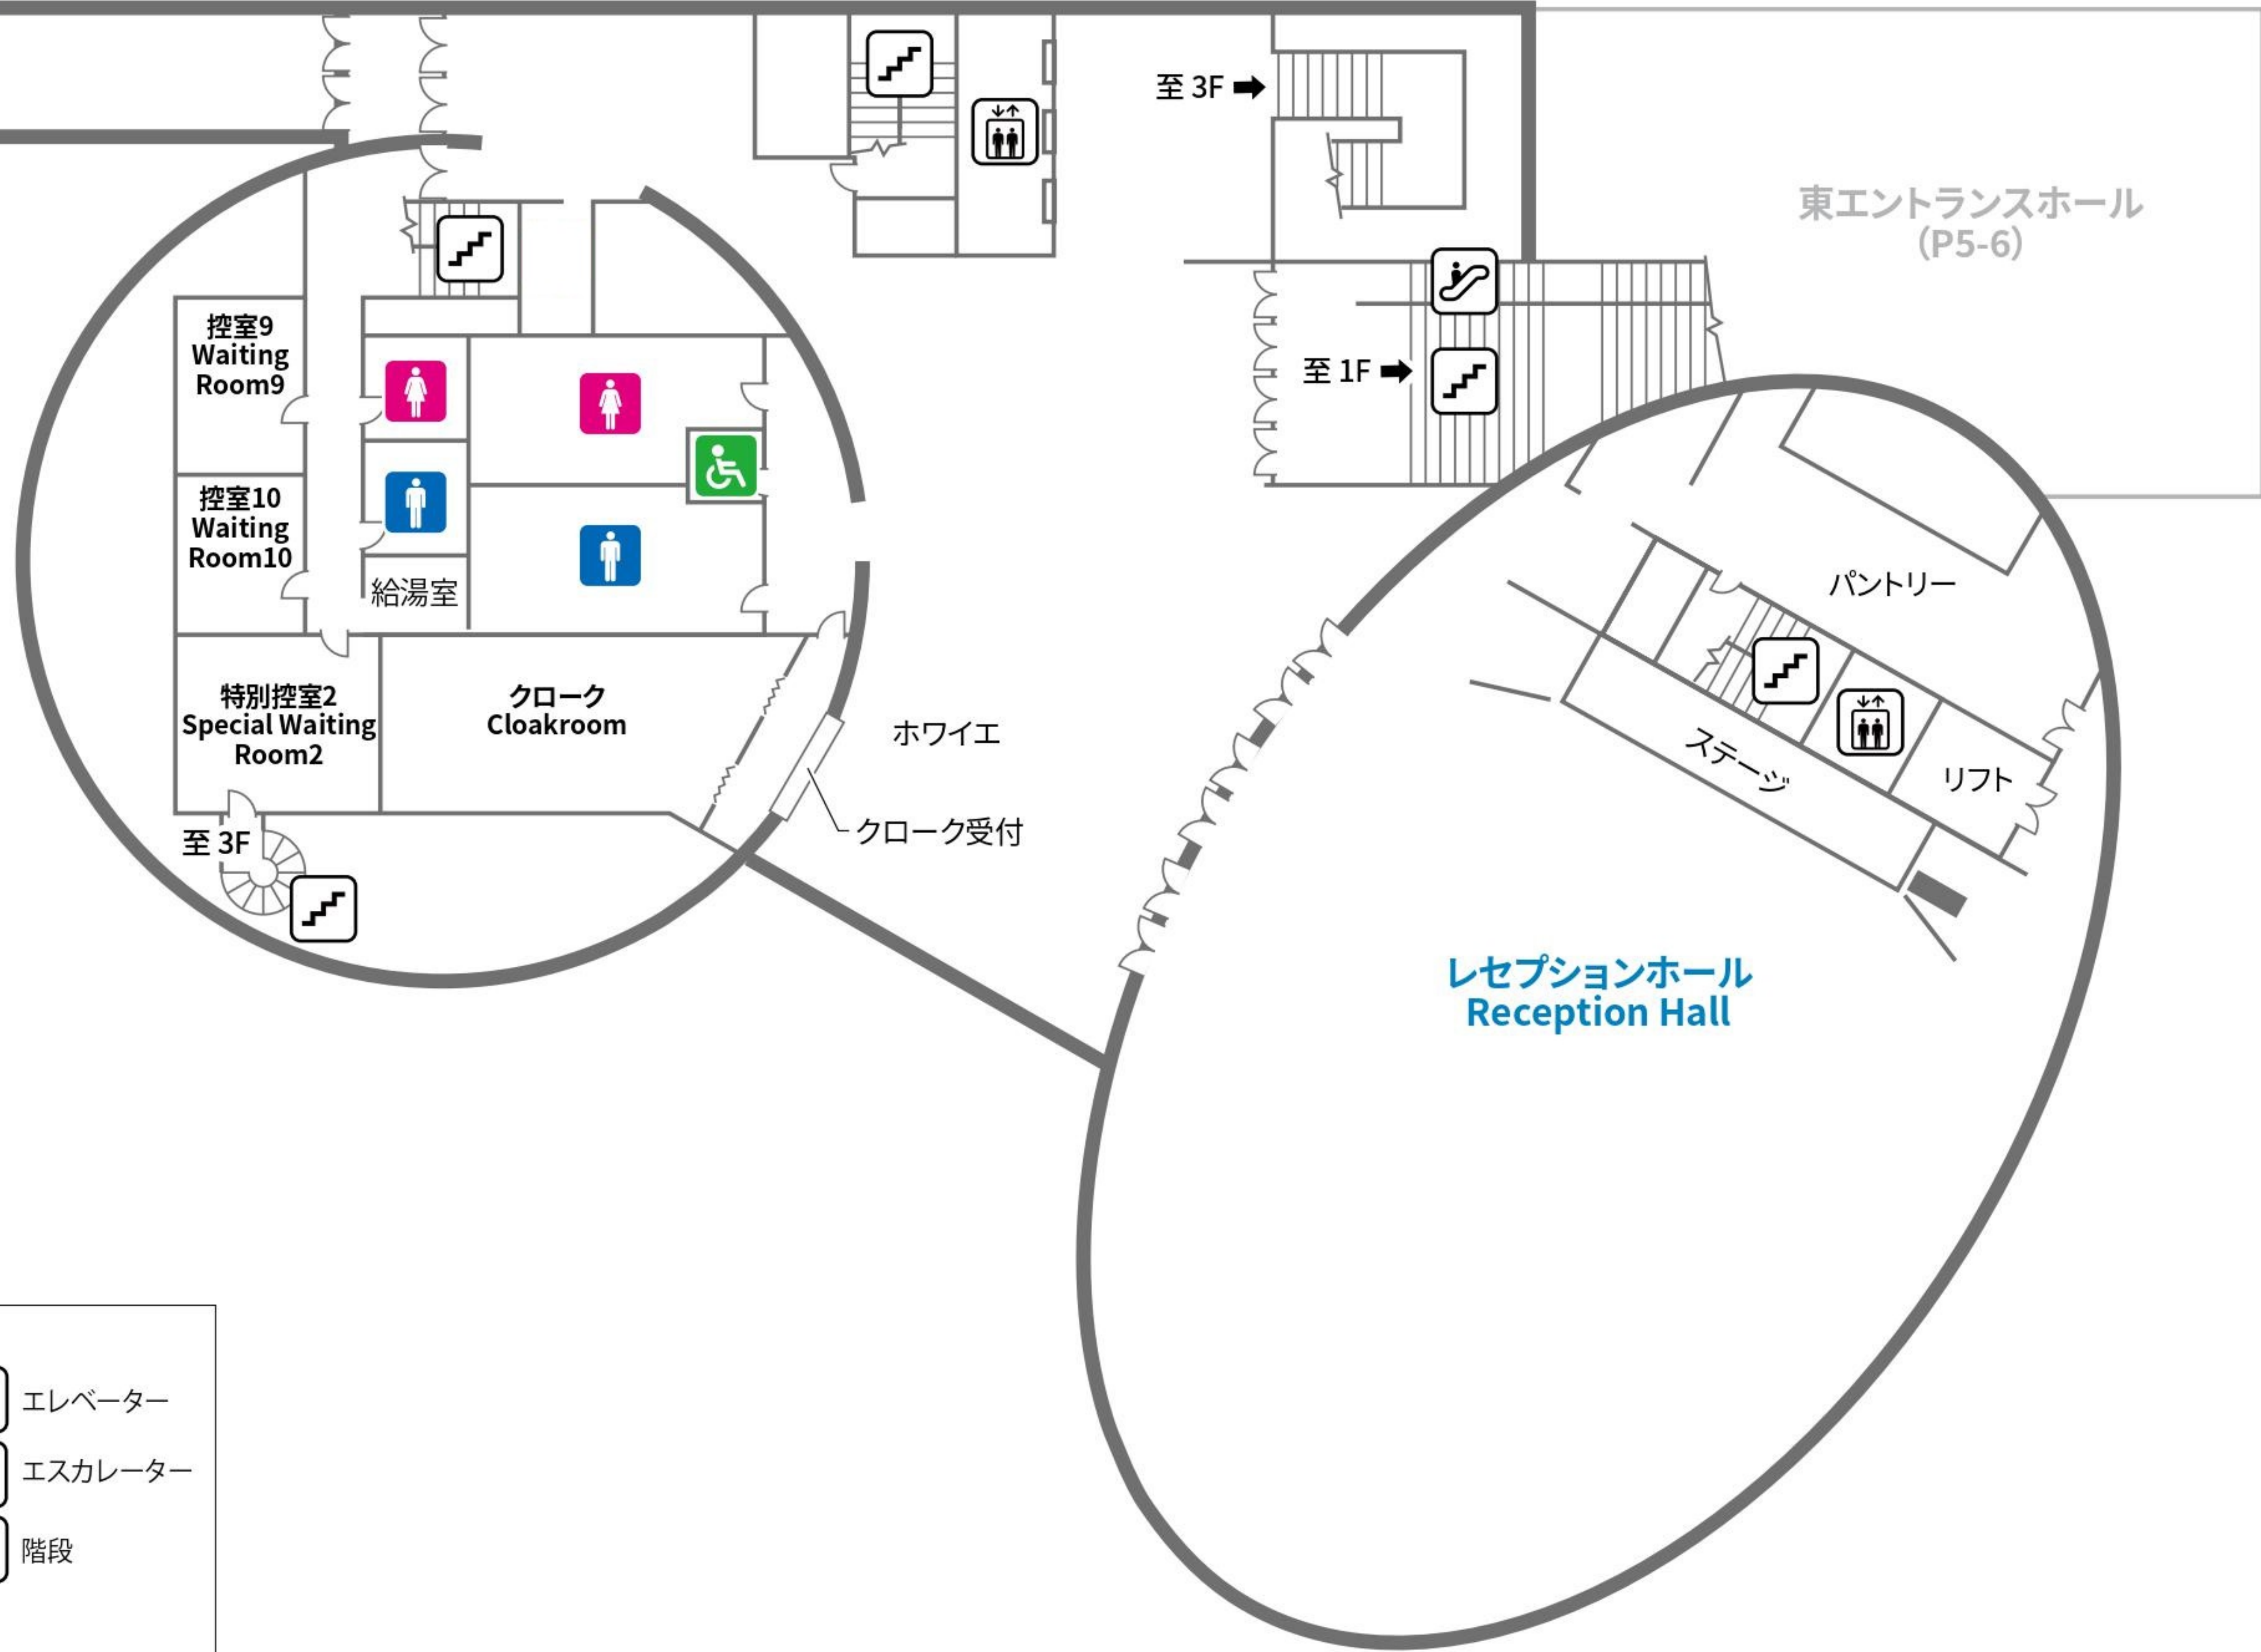 至 3F
東エントランスホール
(P5-6)
至 1F
控室9
Waiting
Room9
控室10
Waiting
Room10
給湯室
特別控室2
Special Waiting
Room2
クローク
Cloakroom
ホワイエ
クローク受付
至 3F
パントリー
ステージ
リフト
レセプションホール
Reception Hall
エレベーター
エスカレーター
階段